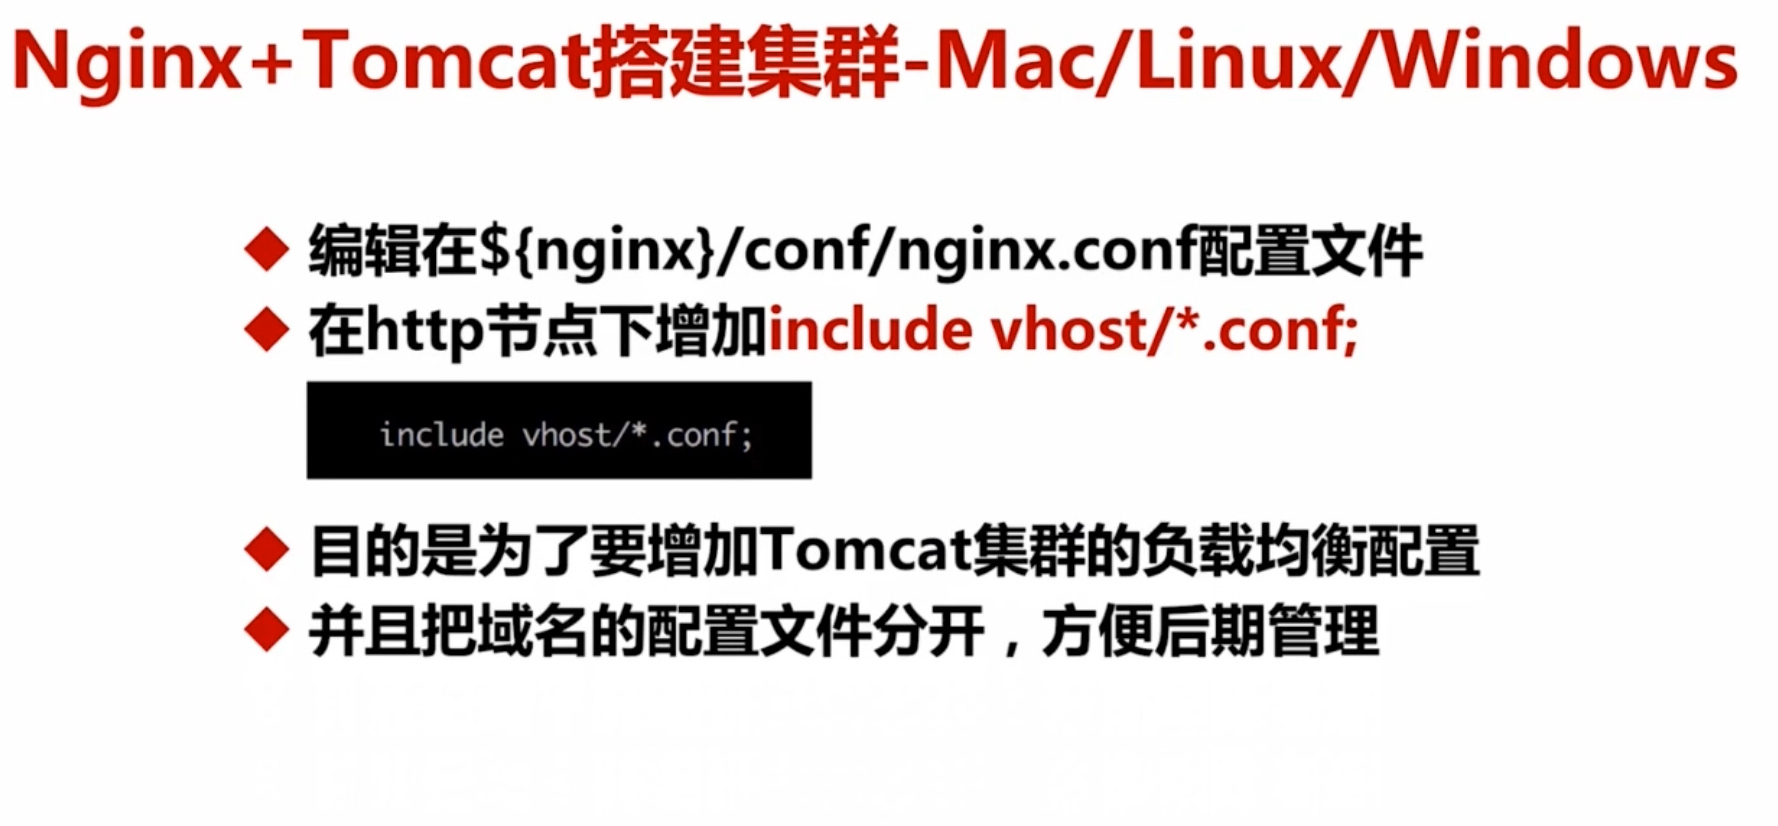 Nginx+Tomcat搭建集群-Mac/Linux/Windows
编辑在${nginx}/conf/nginx.conf配置文件
在http节点下增加include vhost/*.conf;
include vhost/*.conf;
目的是为了要增加Tomcat集群的负载均衡配置
并且把域名的配置文件分开，方便后期管理